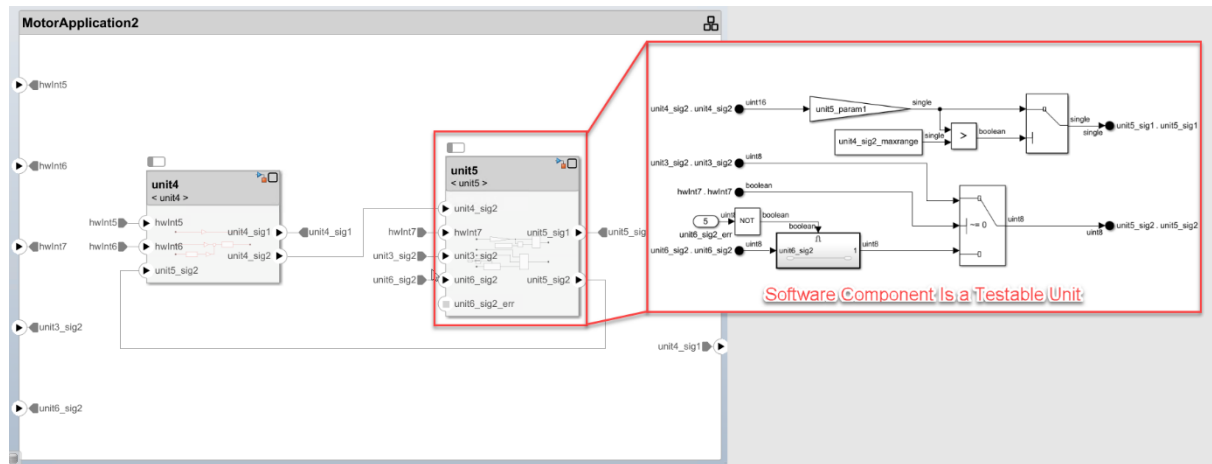 MotorApplication2
hwInt5
hwInt6
hwInt7
unit3_sig2
unit6_sig2
unit4
< unit4 >
hwInt5
hwInt5
unit4_sig1
unit4_sig1
hwInt6
hwInt6
unit4_sig2
unit5_sig2
unit5
< unit5 >
unit4_sig2
hwInt7
hwInt7
unit5_sig1
unit5_sig
unit3_sig2
unit3_sig2
unit6_sig2
unit6_sig2
unit5_sig2
unit6_sig2_err
unit4_sig1
unit4_sig2 . unit4_sig2
uint16
unit5_param1
single
unit4_sig2_maxrange
single
>
boolean
single
single
unit5_sig1 . unit5_sig1
unit3_sig2 . unit3_sig2
uint8
hwInt7 . hwInt7
boolean
5
uint8
NOT
boolean
boolean
unit6_sig2_err
unit6_sig2 . unit6_sig2
uint8
unit6_sig2
1
uint8
~= 0
uint8
uint8
unit5_sig2 . unit5_sig2
Software Component Is a Testable Unit